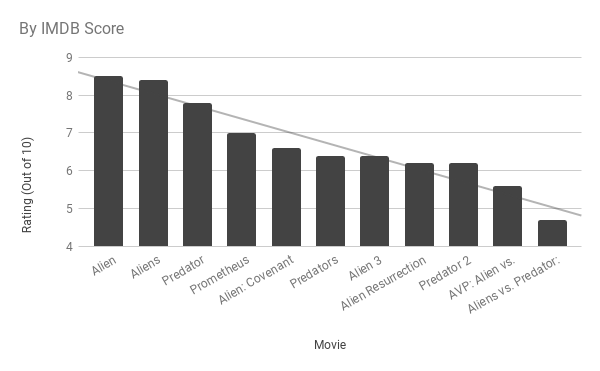 By IMDB Score
Rating (Out of 10)
9
8
7
6
5
4
Alien
Aliens
Predator
Prometheus
Alien: Covenant
Predators
Alien 3
Alien Resurrection
Predator 2
AVP: Alien vs.
Aliens vs. Predator:
Movie